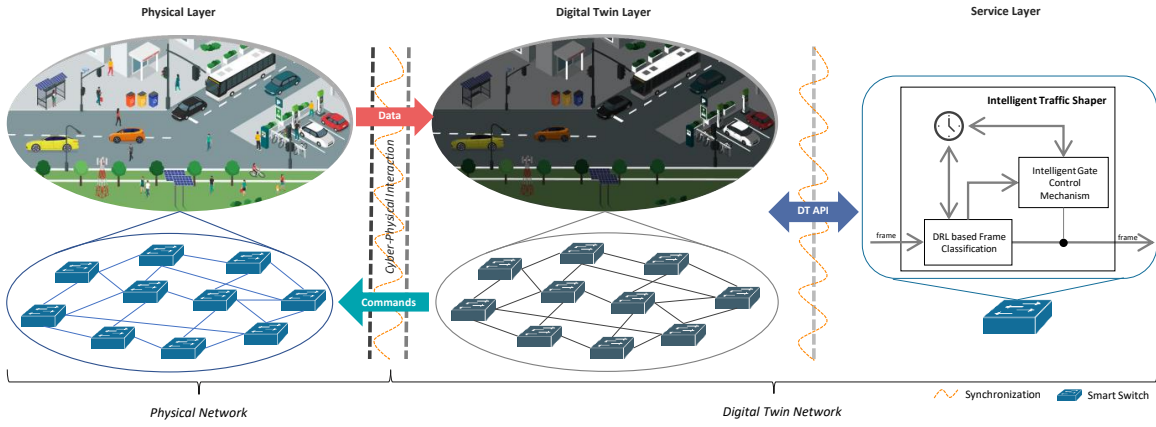 Physical Layer
Digital Twin Layer
Service Layer
Data
Cyber-Physical Interaction
Commands
DT API
Intelligent Traffic Shaper
Intelligent Gate
Control
Mechanism
frame
DRL based Frame
Classification
frame
Physical Network
Digital Twin Network
Synchronization
Smart Switch